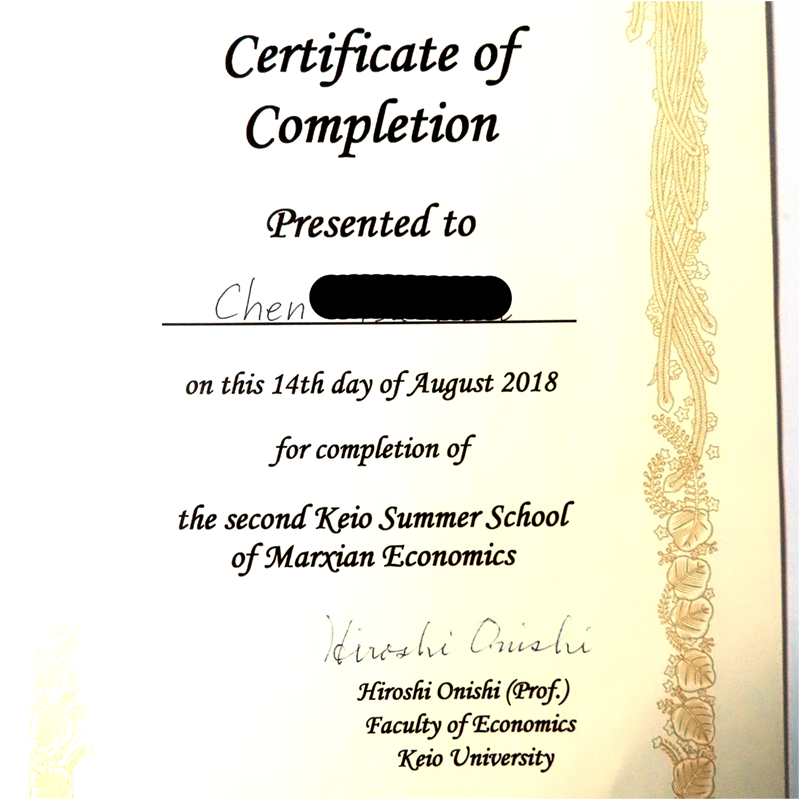 Certificate of
Completion
Presented to
Chen
on this 14th day of August 2018
for completion of
the second Keio Summer School
of Marxian Economics
Hiroshi Onishi
Hiroshi Onishi (Prof.)
Faculty of Economics
Keio University